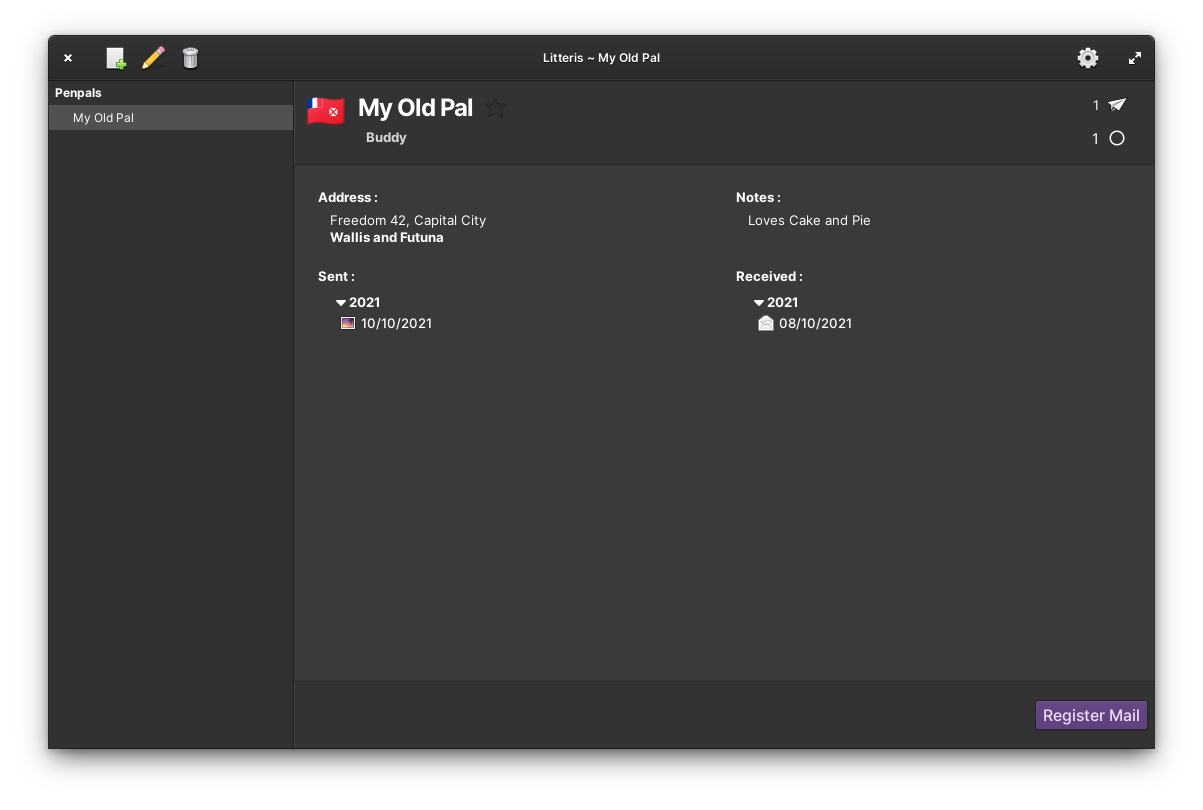 Litteris ~ My Old Pal
Penpals
My Old Pal
My Old Pal
1
Buddy
1
Address :
Freedom 42, Capital City
Wallis and Futuna
Notes :
Loves Cake and Pie
Sent :
2021
10/10/2021
Received :
2021
08/10/2021
Register Mail